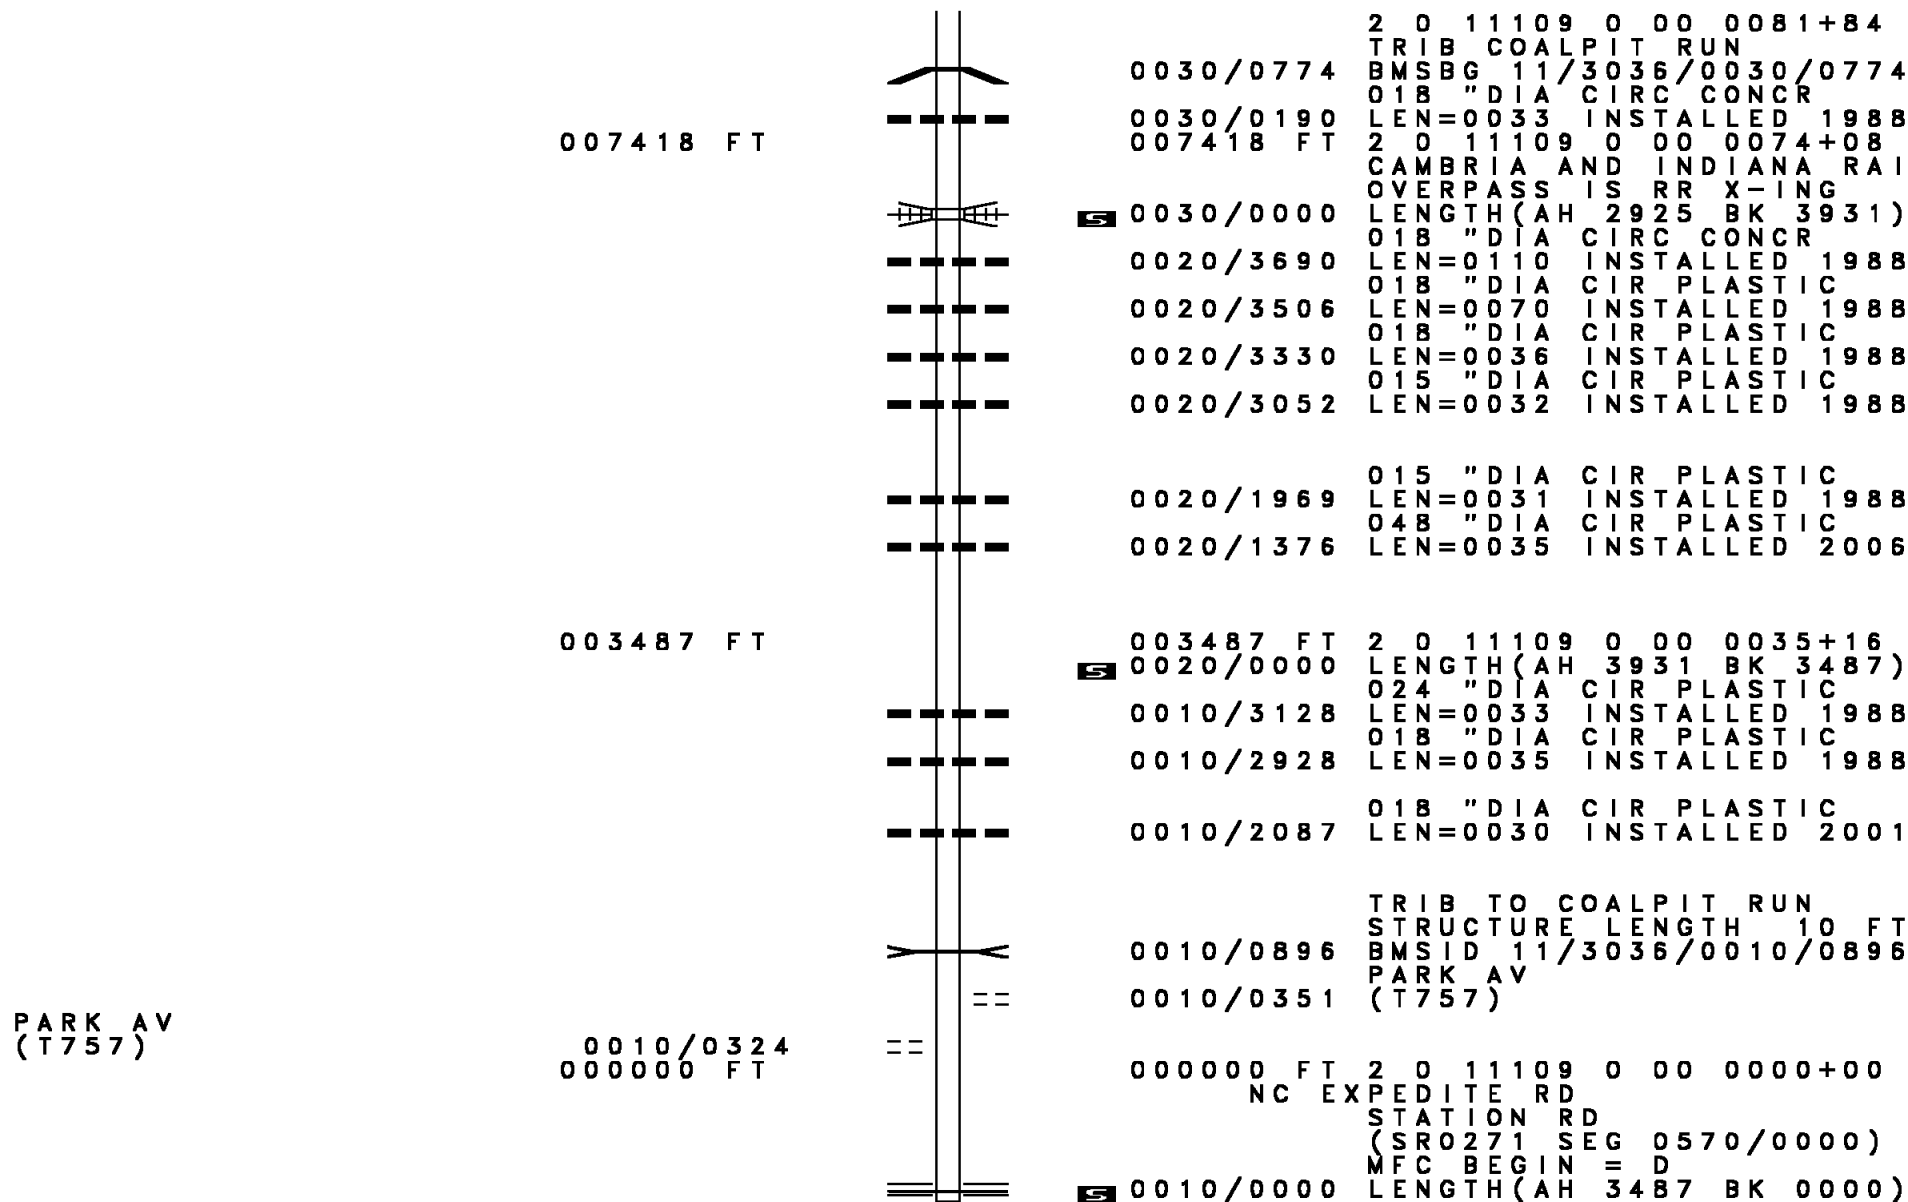 2 0 11109 0 00 0081+84
TRIB COALPIT RUN
0030/0774 BMSBG 11/3036/0030/0774
018 "DIA CIRC CONCR
0030/0190 LEN=0033 INSTALLED 1988
007418 FT 007418 FT 2 0 11109 0 00 0074+08
CAMBRIA AND INDIANA RAI
OVERPASS IS RR X-ING
S 0030/0000 LENGTH(AH 2925 BK 3931)
018 "DIA CIRC CONCR
0020/3690 LEN=0110 INSTALLED 1988
018 "DIA CIR PLASTIC
0020/3506 LEN=0070 INSTALLED 1988
018 "DIA CIR PLASTIC
0020/3330 LEN=0036 INSTALLED 1988
015 "DIA CIR PLASTIC
0020/3052 LEN=0032 INSTALLED 1988
015 "DIA CIR PLASTIC
0020/1969 LEN=0031 INSTALLED 1988
048 "DIA CIR PLASTIC
0020/1376 LEN=0035 INSTALLED 2006
003487 FT 003487 FT 2 0 11109 0 00 0035+16
S 0020/0000 LENGTH(AH 3931 BK 3487)
024 "DIA CIR PLASTIC
0010/3128 LEN=0033 INSTALLED 1988
018 "DIA CIR PLASTIC
0010/2928 LEN=0035 INSTALLED 1988
018 "DIA CIR PLASTIC
0010/2087 LEN=0030 INSTALLED 2001
TRIB TO COALPIT RUN
STRUCTURE LENGTH 10 FT
0010/0896 BMSID 11/3036/0010/0896
PARK AV
0010/0351 (T757)
PARK AV
(T757) 0010/0324
000000 FT 000000 FT 2 0 11109 0 00 0000+00
NC EXPEDITE RD
STATION RD
(SR0271 SEG 0570/0000)
MFC BEGIN = D
S 0010/0000 LENGTH(AH 3487 BK 0000)